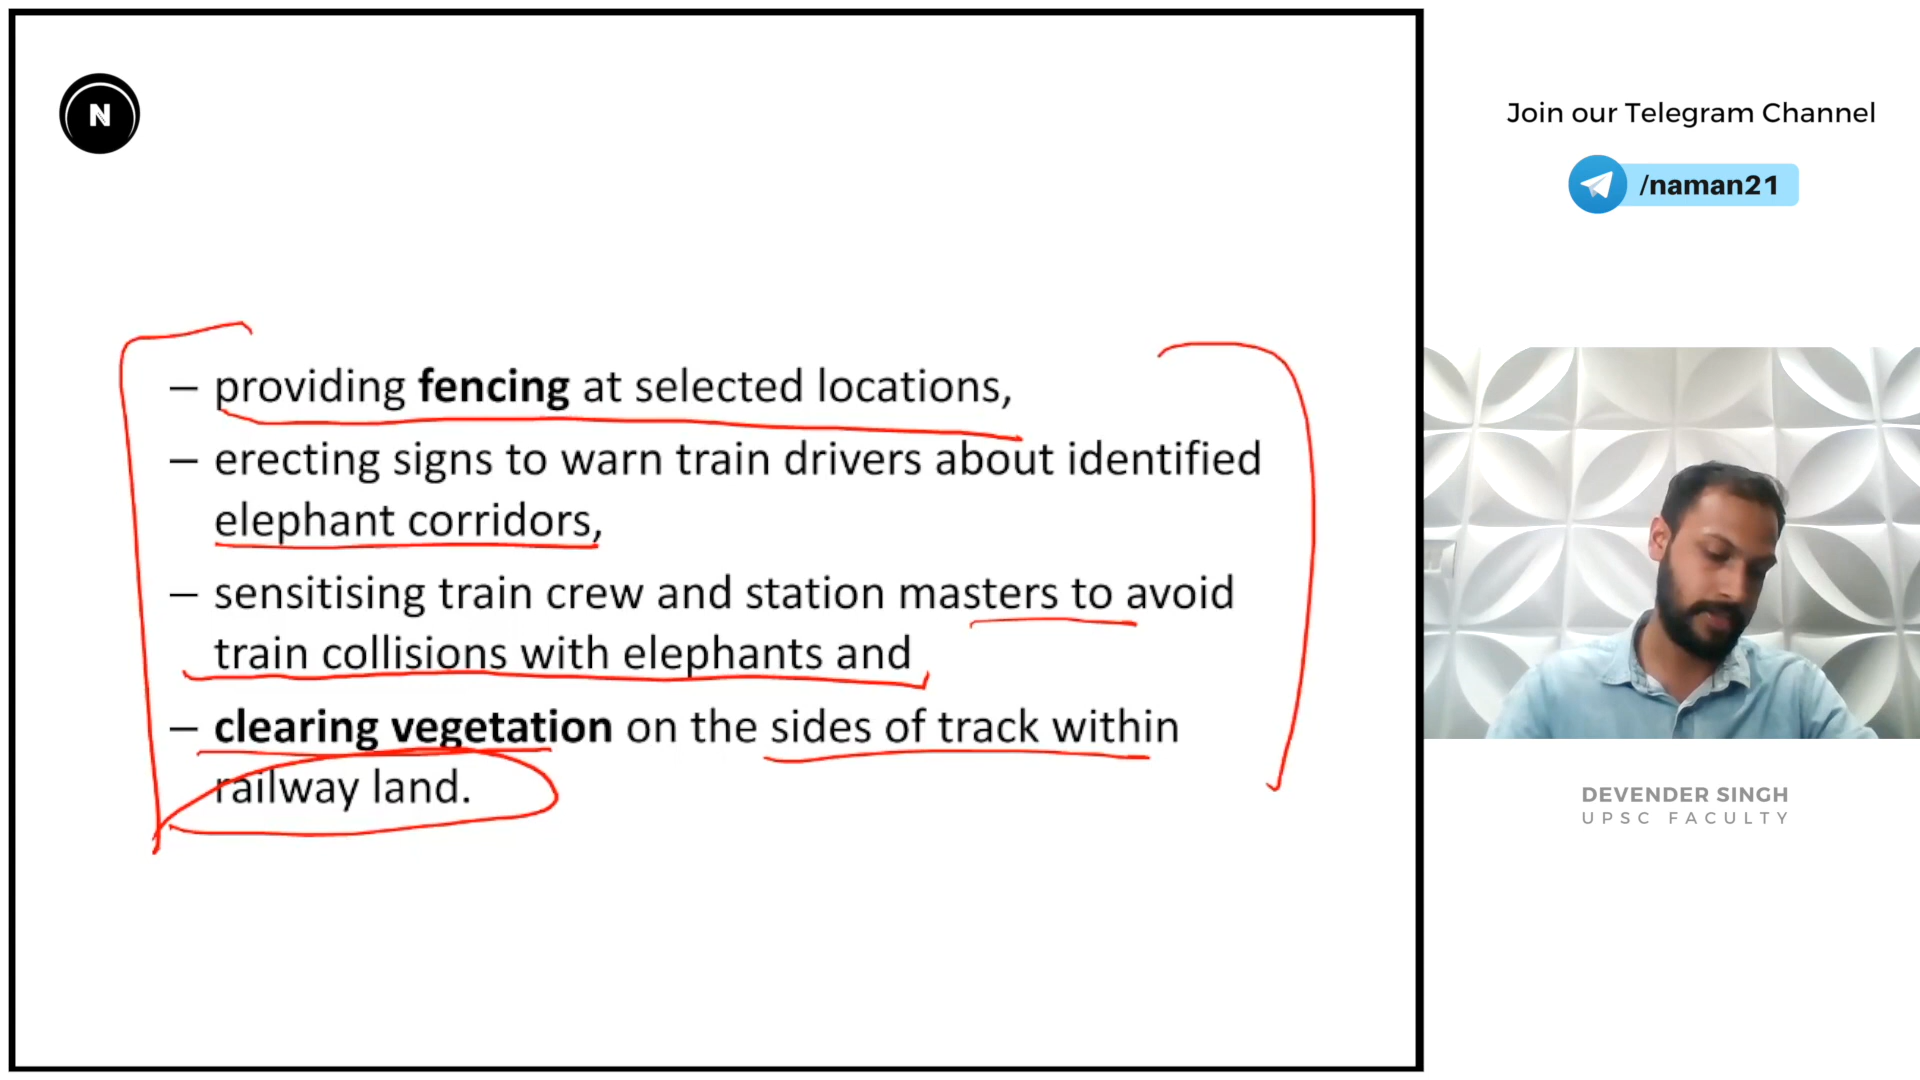 N
– providing fencing at selected locations,
– erecting signs to warn train drivers about identified
elephant corridors,
– sensitising train crew and station masters to avoid
train collisions with elephants and
– clearing vegetation on the sides of track within
railway land.
Join our Telegram Channel
/naman21
DEVENDER SINGH
UPSC FACULTY